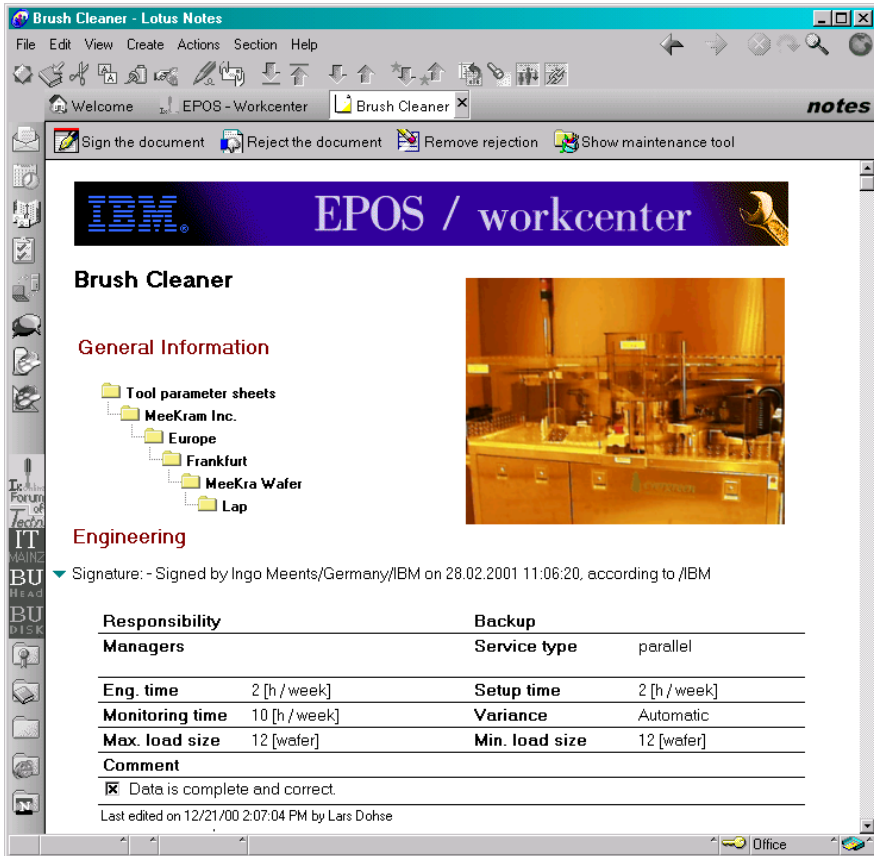 Brush Cleaner - Lotus Notes
File Edit View Create Actions Section Help
Welcome EPOS - Workcenter Brush Cleaner notes
Sign the document Reject the document Remove rejection Show maintenance tool
IBM® EPOS / workcenter
Brush Cleaner
General Information
Tool parameter sheets
MeeKram Inc.
Europe
Frankfurt
MeeKra Wafer
Lap
Engineering
Signature: - Signed by Ingo Meents/Germany/IBM on 28.02.2001 11:06:20, according to /IBM
Responsibility Backup
Managers Service type parallel
Eng. time 2 [h / week] Setup time 2 [h / week]
Monitoring time 10 [h / week] Variance Automatic
Max. load size 12 [wafer] Min. load size 12 [wafer]
Comment
Data is complete and correct.
Last edited on 12/21/00 2:07:04 PM by Lars Dohse
Forum
of
IT
MAINZ
BU
HEAD
BU
DISK
N
Office